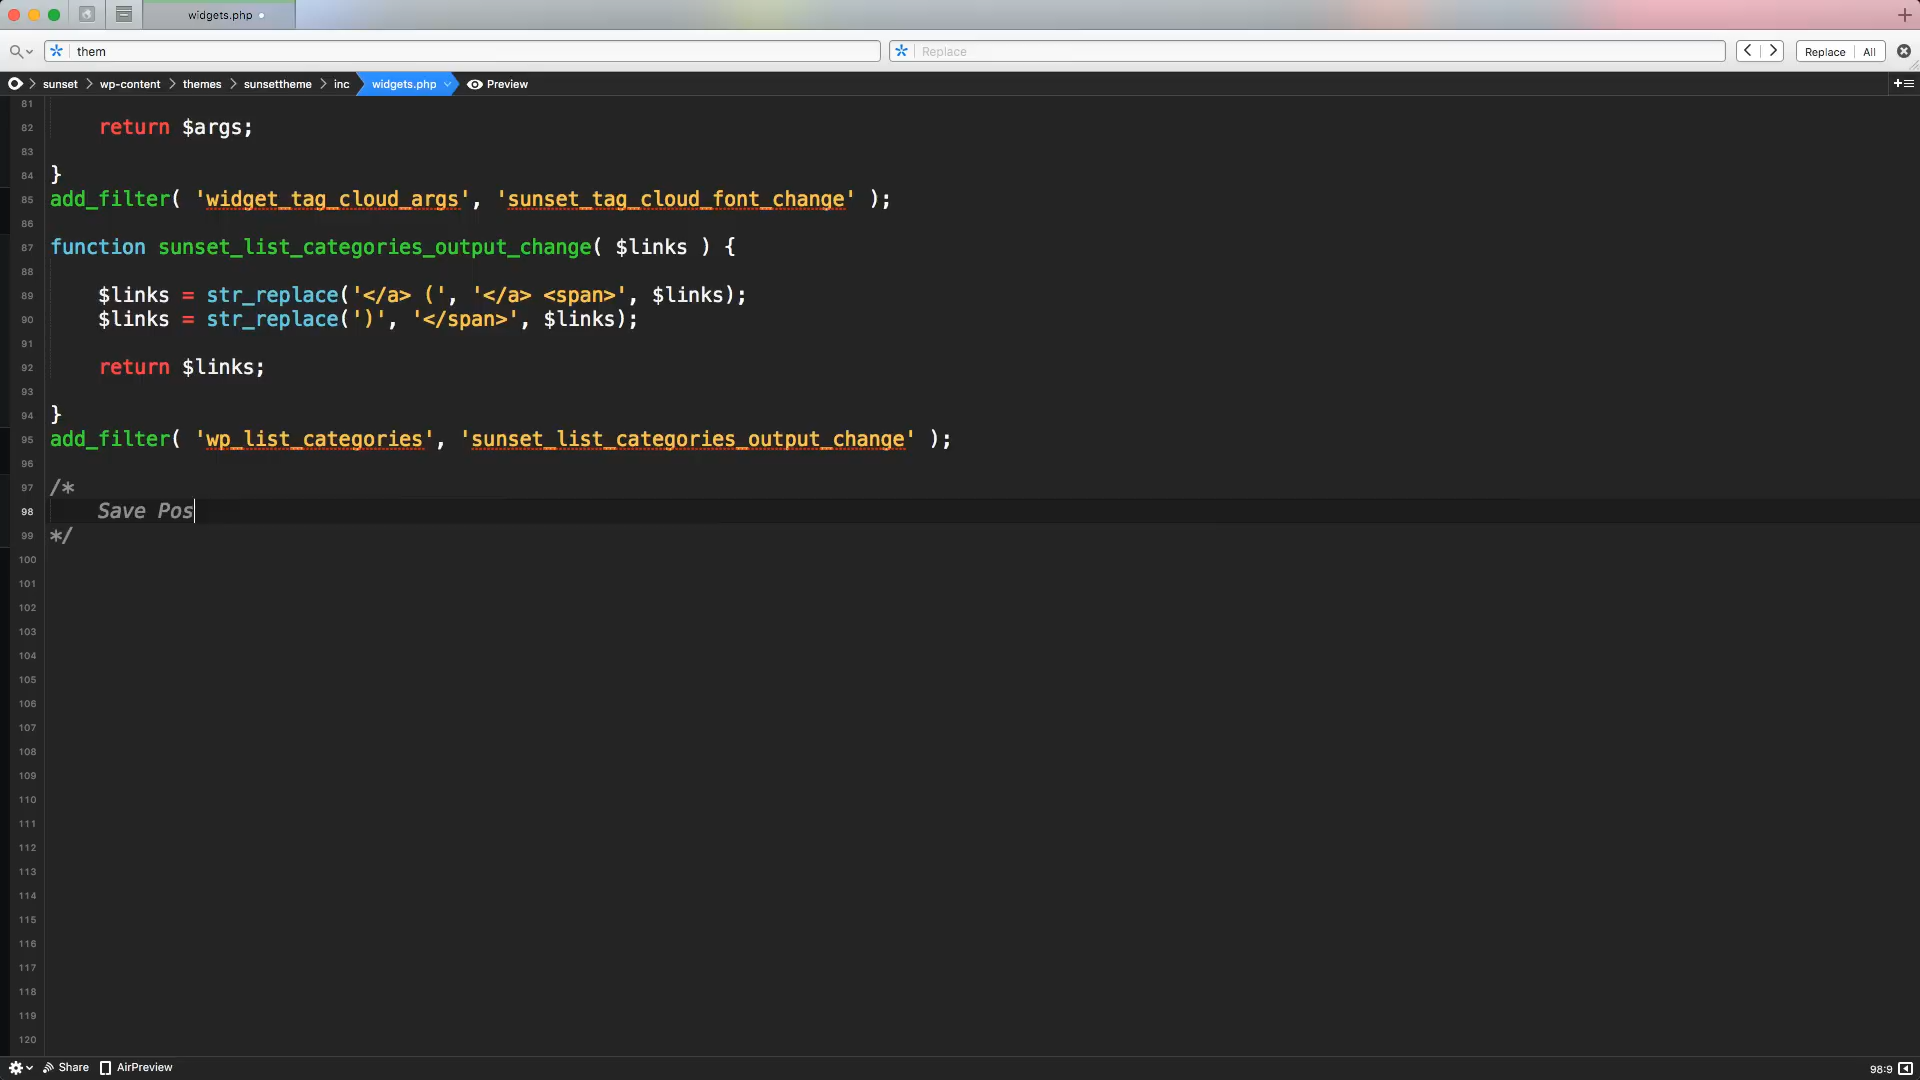 widgets.php
them
Replace
Replace All
sunset wp-content themes sunsettheme inc widgets.php Preview
81
82 return $args;
83
84 }
85 add_filter( 'widget_tag_cloud_args', 'sunset_tag_cloud_font_change' );
86
87 function sunset_list_categories_output_change( $links ) {
88
89 $links = str_replace('</a> (', '</a> <span>', $links);
90 $links = str_replace(')', '</span>', $links);
91
92 return $links;
93
94 }
95 add_filter( 'wp_list_categories', 'sunset_list_categories_output_change' );
96
97 /*
98 Save Pos
99 */
100
101
102
103
104
105
106
107
108
109
110
111
112
113
114
115
116
117
118
119
120
Share AirPreview 98:9